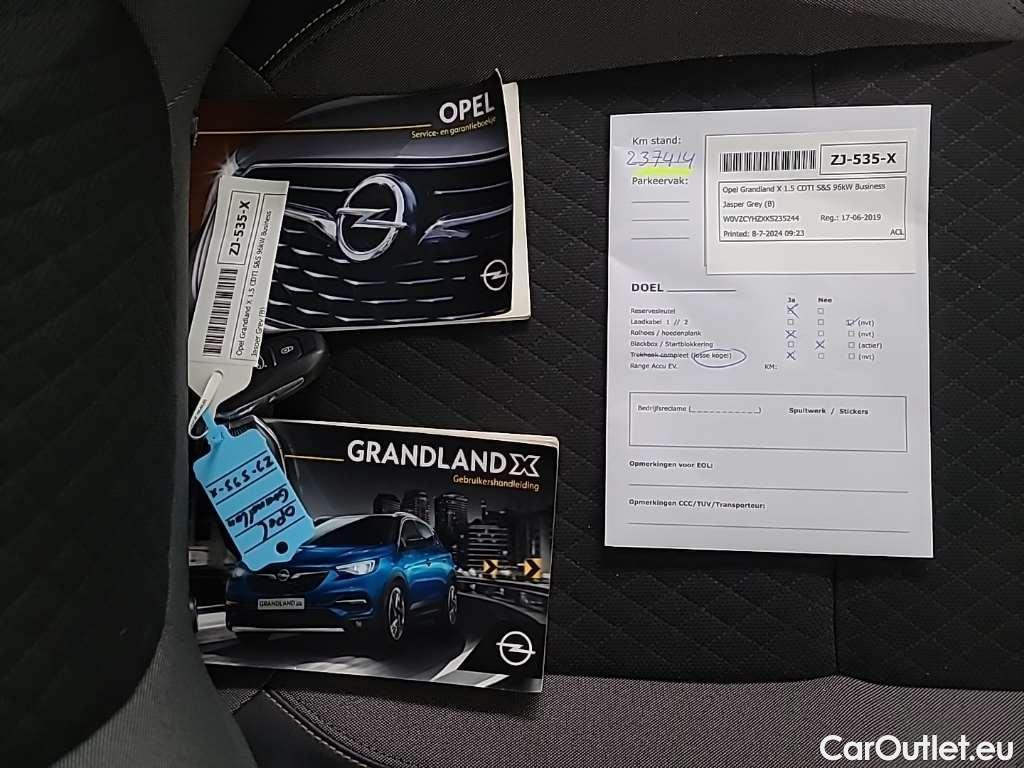 OPEL
Service- en garantieboekje
ZJ-535-X
Opel Grandland X 1.5 CDTI S&S 96kW Business
Jasper Grey (B)
GRANDLAND X
Gebruikershandleiding
GRANDLAND X
Opel
Grandlan
ZJ-535-X
Km stand:
237414
Parkeervak:
ZJ-535-X
Opel Grandland X 1.5 CDTI S&S 96kW Business
Jasper Grey (B)
W0VZCYHZXKS235244 Reg.: 17-06-2019
Printed: 8-7-2024 09:23 ACL
DOEL
Ja Nee
Reservesleutel
Laadkabel 1 // 2 (nvt)
Rolhoes / hoedenplank (nvt)
Blackbox / Startblokkering (actief)
Trekhaak compleet (losse kogel) (nvt)
Range Accu EV. KM:
Bedrijfsreclame (_ _ _ _ _ _ _ _ _ _ _ _) Spuitwerk / Stickers
Opmerkingen voor EOL:
Opmerkingen CCC/TUV/Transporteur:
CarOutlet.eu